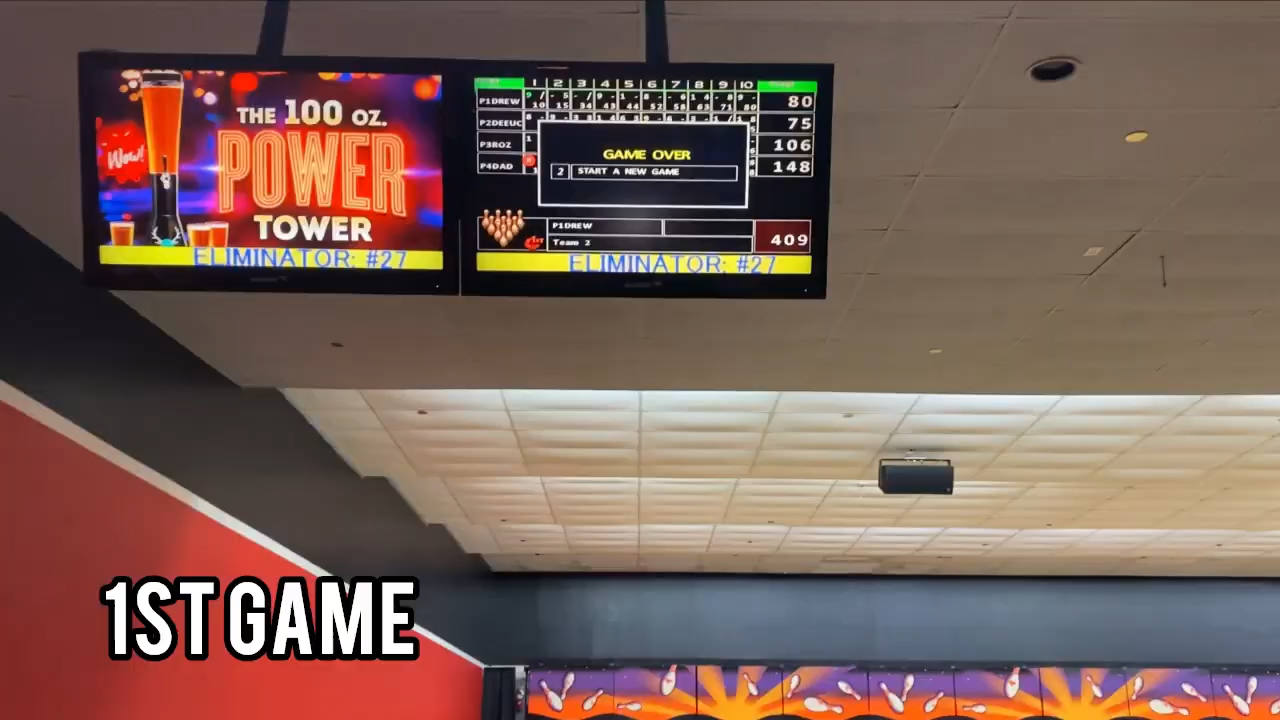 THE 100 OZ.
Wow!
POWER
TOWER
ELIMINATOR: #27
1 2 3 4 5 6 7 8 9 10
P1DREW 80
P2DEEUC 75
P3ROZ 106
P4DAD 148
GAME OVER
2 START A NEW GAME
P1DREW
Team 2 409
ELIMINATOR: #27
1ST GAME